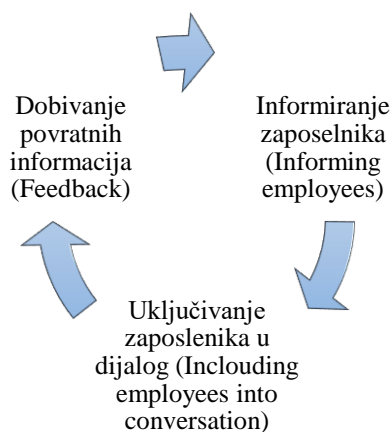 Dobivanje
povratnih
informacija
(Feedback)
Informiranje
zaposelnika
(Informing
employees)
Uključivanje
zaposlenika u
dijalog (Inclouding
employees into
conversation)